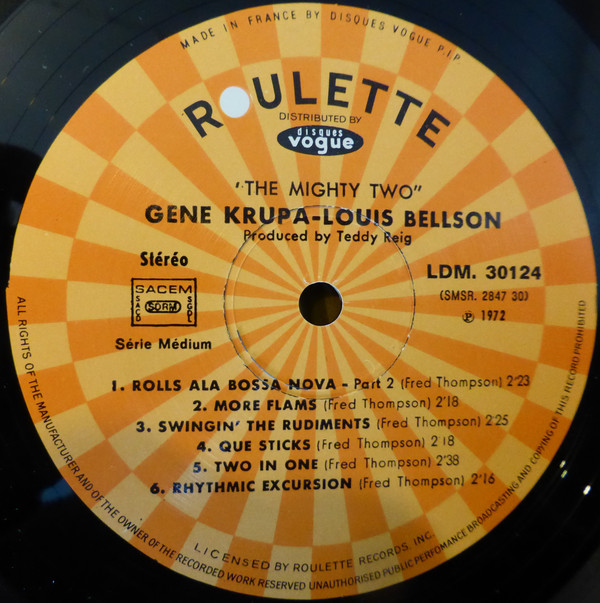 MADE IN FRANCE BY DISQUES VOGUE P.I.P.
ROULETTE
DISTRIBUTED BY
disques
vogue
"THE MIGHTY TWO"
GENE KRUPA-LOUIS BELLSON
Produced by Teddy Reig
Stéréo
SACEM
SACD
SDRM
SGDL
Série Médium
LDM. 30124
(SMSR. 2847 30)
℗ 1972
1. ROLLS ALA BOSSA NOVA - Part 2 (Fred Thompson) 2'23
2. MORE FLAMS (Fred Thompson) 2'18
3. SWINGIN' THE RUDIMENTS (Fred Thompson) 2'25
4. QUE STICKS (Fred Thompson) 2'18
5. TWO IN ONE (Fred Thompson) 2'38
6. RHYTHMIC EXCURSION (Fred Thompson) 2'16
LICENSED BY ROULETTE RECORDS, INC.
ALL RIGHTS OF THE MANUFACTURER AND OF THE OWNER OF THE RECORDED WORK RESERVED UNAUTHORISED PUBLIC PERFOMANCE BROADCASTING AND COPYING OF THIS RECORD PROHIBITED